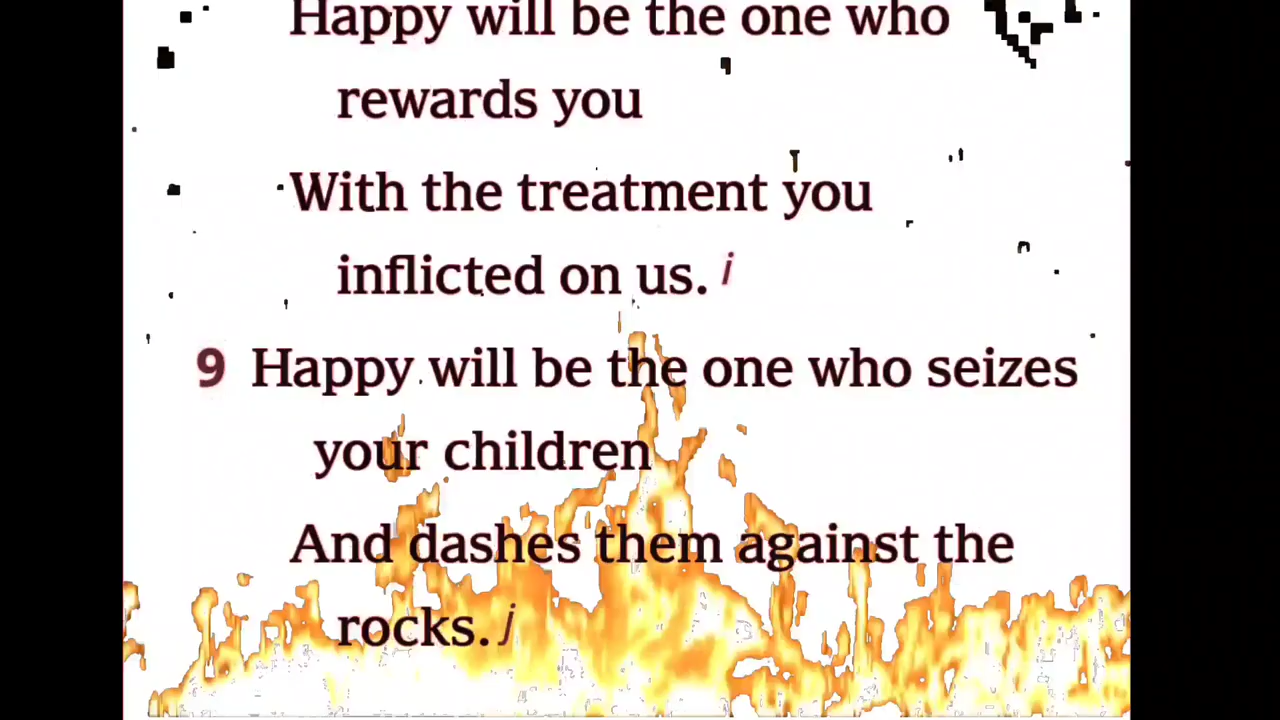 Happy will be the one who
rewards you
With the treatment you
inflicted on us. i
9 Happy will be the one who seizes
your children
And dashes them against the
rocks. j